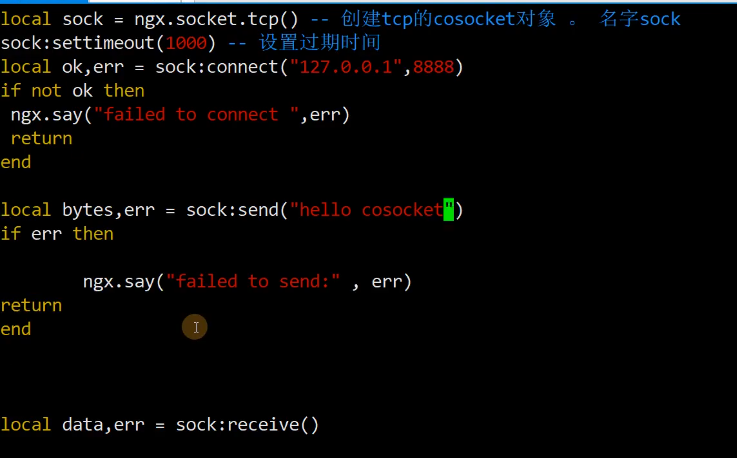 local sock = ngx.socket.tcp() -- 创建tcp的cosocket对象 。 名字sock
sock:settimeout(1000) -- 设置过期时间
local ok,err = sock:connect("127.0.0.1",8888)
if not ok then
 ngx.say("failed to connect ",err)
 return
end
local bytes,err = sock:send("hello cosocket")
if err then
        ngx.say("failed to send:" , err)
return
end
local data,err = sock:receive()